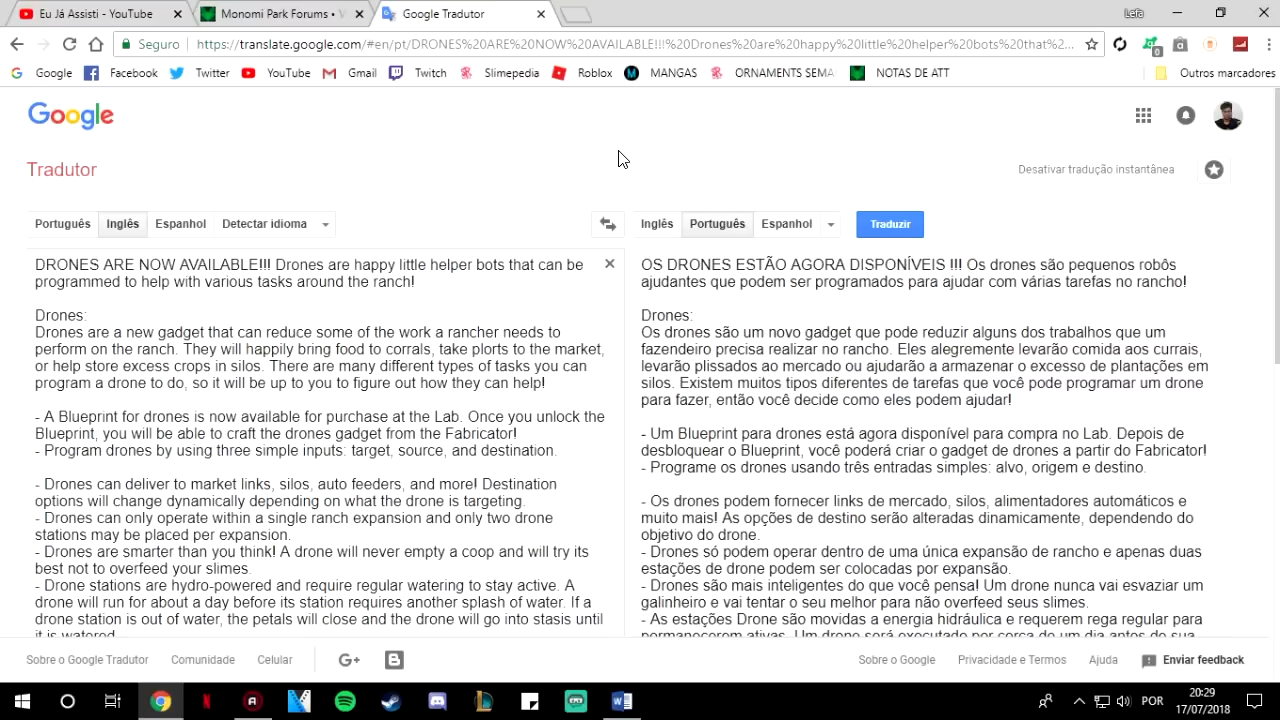 Eu Já Assisti - YouTube
Monomi Park Forums • V
Google Tradutor
Lefa
Seguro
https://translate.google.com/#en/pt/DRONES%20ARE%20NOW%20AVAILABLE!!!%20Drones%20are%20happy%20little%20helper%20bots%20that%2...
Google Facebook Twitter YouTube Gmail Twitch Slimepedia Roblox MANGAS ORNAMENTS SEMA NOTAS DE ATT Outros marcadores
Google
Tradutor
Desativar tradução instantânea
Português Inglês Espanhol Detectar idioma
Inglês Português Espanhol Traduzir
DRONES ARE NOW AVAILABLE!!! Drones are happy little helper bots that can be
programmed to help with various tasks around the ranch!
Drones:
Drones are a new gadget that can reduce some of the work a rancher needs to
perform on the ranch. They will happily bring food to corrals, take plorts to the market,
or help store excess crops in silos. There are many different types of tasks you can
program a drone to do, so it will be up to you to figure out how they can help!
- A Blueprint for drones is now available for purchase at the Lab. Once you unlock the
Blueprint, you will be able to craft the drones gadget from the Fabricator!
- Program drones by using three simple inputs: target, source, and destination.
- Drones can deliver to market links, silos, auto feeders, and more! Destination
options will change dynamically depending on what the drone is targeting.
- Drones can only operate within a single ranch expansion and only two drone
stations may be placed per expansion.
- Drones are smarter than you think! A drone will never empty a coop and will try its
best not to overfeed your slimes.
- Drone stations are hydro-powered and require regular watering to stay active. A
drone will run for about a day before its station requires another splash of water. If a
drone station is out of water, the petals will close and the drone will go into stasis until
it is watered.
OS DRONES ESTÃO AGORA DISPONÍVEIS !!! Os drones são pequenos robôs
ajudantes que podem ser programados para ajudar com várias tarefas no rancho!
Drones:
Os drones são um novo gadget que pode reduzir alguns dos trabalhos que um
fazendeiro precisa realizar no rancho. Eles alegremente levarão comida aos currais,
levarão plissados ao mercado ou ajudarão a armazenar o excesso de plantações em
silos. Existem muitos tipos diferentes de tarefas que você pode programar um drone
para fazer, então você decide como eles podem ajudar!
- Um Blueprint para drones está agora disponível para compra no Lab. Depois de
desbloquear o Blueprint, você poderá criar o gadget de drones a partir do Fabricator!
- Programe os drones usando três entradas simples: alvo, origem e destino.
- Os drones podem fornecer links de mercado, silos, alimentadores automáticos e
muito mais! As opções de destino serão alteradas dinamicamente, dependendo do
objetivo do drone.
- Drones só podem operar dentro de uma única expansão de rancho e apenas duas
estações de drone podem ser colocadas por expansão.
- Drones são mais inteligentes do que você pensa! Um drone nunca vai esvaziar um
galinheiro e vai tentar o seu melhor para não overfeed seus slimes.
- As estações Drone são movidas a energia hidráulica e requerem rega regular para
permanecerem ativas. Um drone será executado por cerca de um dia antes de sua
Sobre o Google Tradutor Comunidade Celular G+
Sobre o Google Privacidade e Termos Ajuda Enviar feedback
POR
20:29
17/07/2018